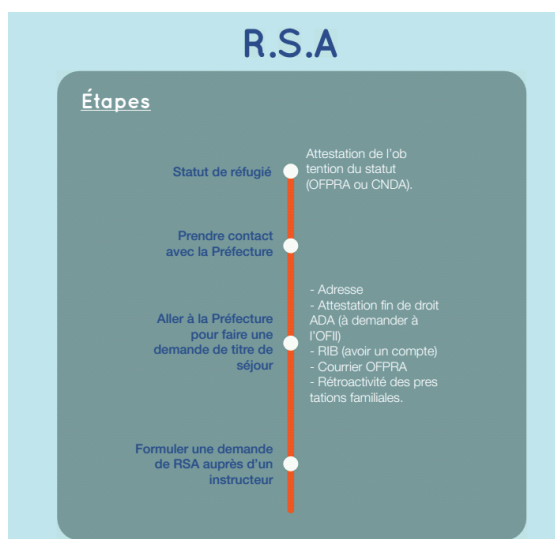 R.S.A
Étapes
Statut de réfugié
Attestation de l'ob
tention du statut
(OFPRA ou CNDA).
Prendre contact
avec la Préfecture
Aller à la Préfecture
pour faire une
demande de titre de
séjour
- Adresse
- Attestation fin de droit
ADA (à demander à
l'OFII)
- RIB (avoir un compte)
- Courrier OFPRA
- Rétroactivité des pres
tations familiales.
Formuler une demande
de RSA auprès d'un
instructeur